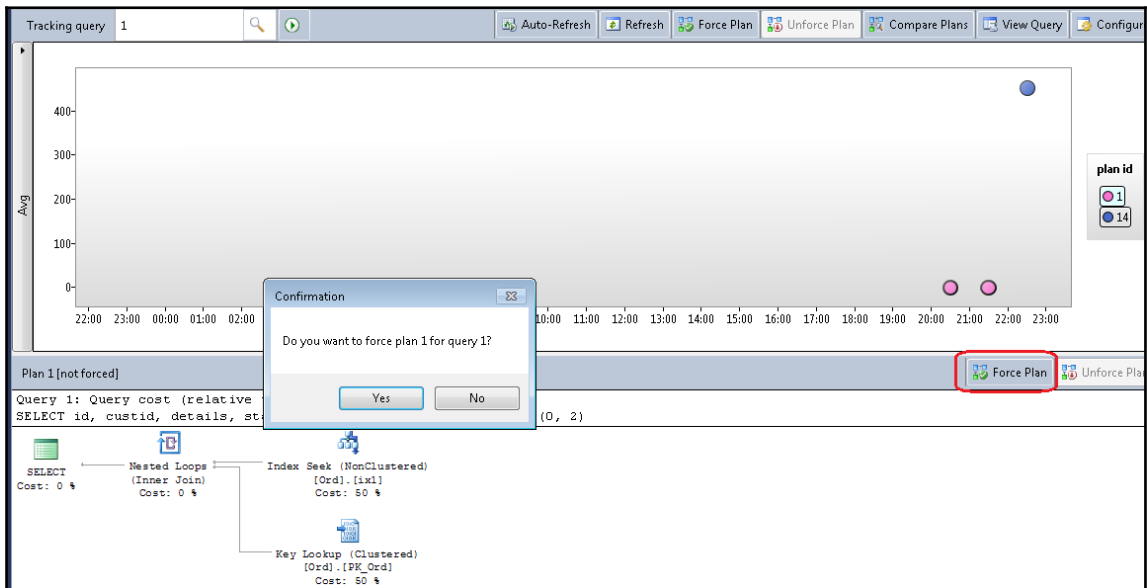 Tracking query 1 Auto-Refresh Refresh Force Plan Unforce Plan Compare Plans View Query Configur
400
300
200
100
0
Avg
22:00 23:00 00:00 01:00 02:00 10:00 11:00 12:00 13:00 14:00 15:00 16:00 17:00 18:00 19:00 20:00 21:00 22:00 23:00
plan id
1
14
Confirmation
Do you want to force plan 1 for query 1?
Yes No
Plan 1 [not forced] Force Plan Unforce Plan
Query 1: Query cost (relative
SELECT id, custid, details, st (0, 2)
SELECT
Cost: 0 %
Nested Loops
(Inner Join)
Cost: 0 %
Index Seek (NonClustered)
[Ord].[ix1]
Cost: 50 %
Key Lookup (Clustered)
[Ord].[PK_Ord]
Cost: 50 %